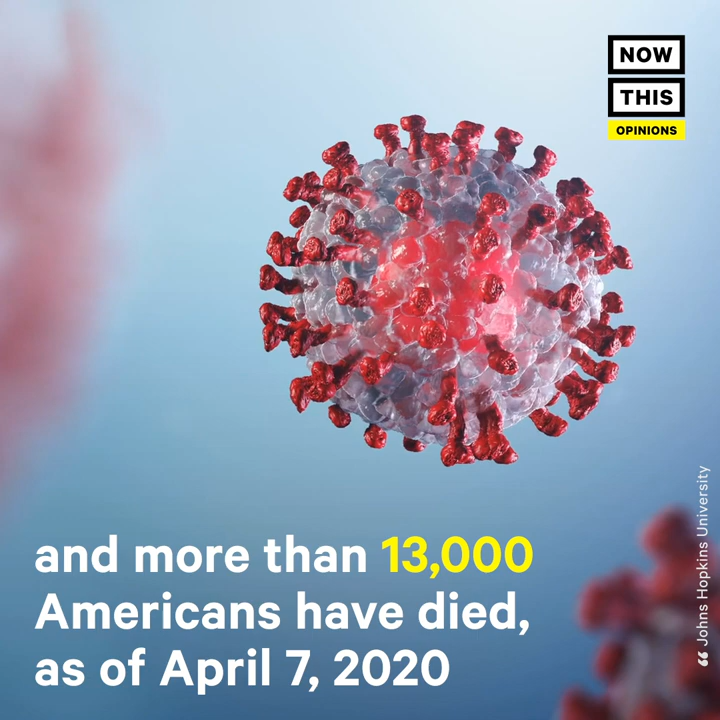 NOW
THIS
OPINIONS
and more than 13,000
Americans have died,
as of April 7, 2020
❝ Johns Hopkins University